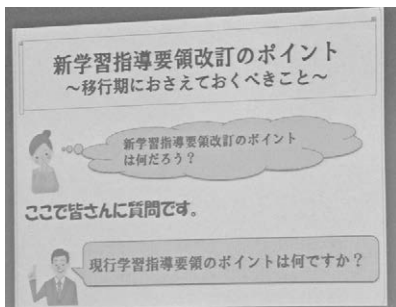 新学習指導要領改訂のポイント
～移行期におさえておくべきこと～
新学習指導要領改訂のポイント
は何だろう？
ここで皆さんに質問です。
現行学習指導要領のポイントは何ですか？